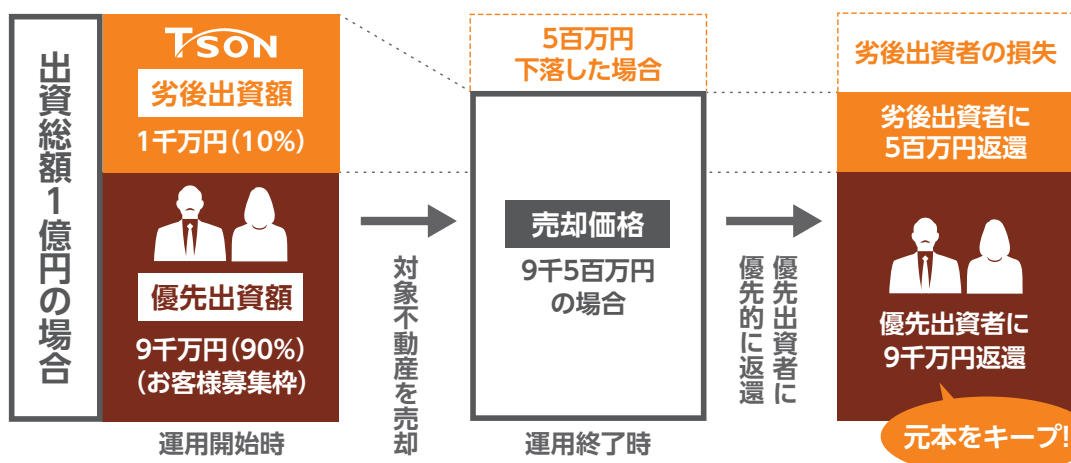 出資総額1億円の場合
TSON
劣後出資額
1千万円(10%)
優先出資額
9千万円(90%)
(お客様募集枠)
運用開始時
対象不動産を売却
5百万円
下落した場合
売却価格
9千5百万円
の場合
運用終了時
優先出資者に
優先的に返還
劣後出資者の損失
劣後出資者に
5百万円返還
優先出資者に
9千万円返還
元本をキープ!